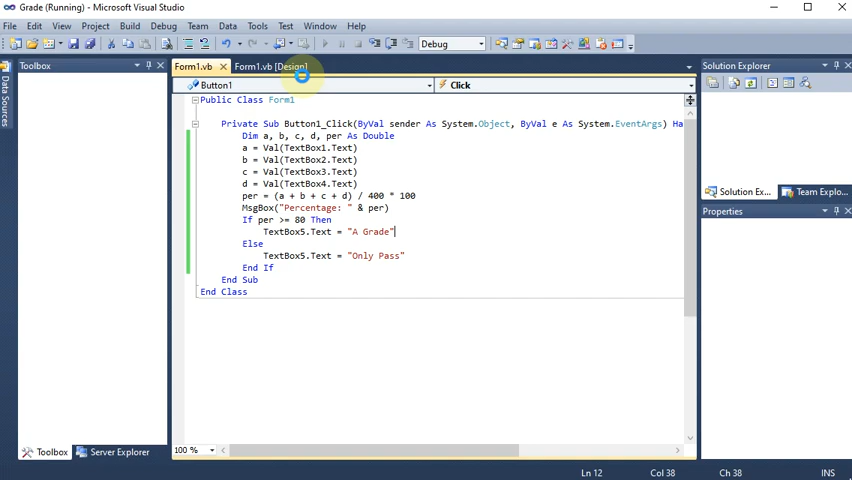 Grade (Running) - Microsoft Visual Studio
File Edit View Project Build Debug Team Data Tools Test Window Help
Debug
Toolbox
Form1.vb
Form1.vb [Design]
Solution Explorer
Data Sources
Button1
Click
Public Class Form1
Private Sub Button1_Click(ByVal sender As System.Object, ByVal e As System.EventArgs) Ha
Dim a, b, c, d, per As Double
a = Val(TextBox1.Text)
b = Val(TextBox2.Text)
c = Val(TextBox3.Text)
d = Val(TextBox4.Text)
per = (a + b + c + d) / 400 * 100
MsgBox("Percentage: " & per)
If per >= 80 Then
TextBox5.Text = "A Grade"
Else
TextBox5.Text = "Only Pass"
End If
End Sub
End Class
Solution Ex...
Team Explo...
Properties
Toolbox
Server Explorer
100 %
Ln 12
Col 38
Ch 38
INS